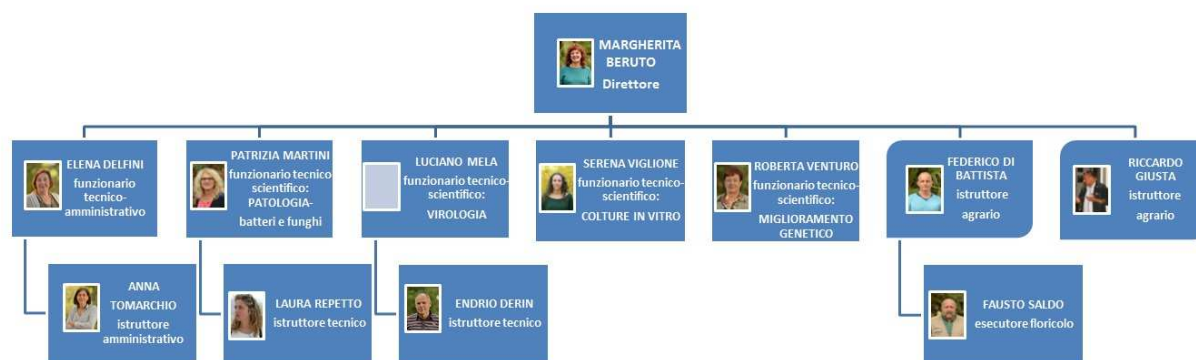 MARGHERITA
BERUTO
Direttore
ELENA DELFINI
funzionario
tecnico-
amministrativo
PATRIZIA MARTINI
funzionario tecnico
scientifico:
PATOLOGIA-
batteri e funghi
LUCIANO MELA
funzionario tecnico-
scientifico:
VIROLOGIA
SERENA VIGLIONE
funzionario tecnico-
scientifico:
COLTURE IN VITRO
ROBERTA VENTURO
funzionario tecnico-
scientifico:
MIGLIORAMENTO
GENETICO
FEDERICO DI
BATTISTA
istruttore
agrario
RICCARDO
GIUSTA
istruttore
agrario
ANNA
TOMARCHIO
istruttore
amministrativo
LAURA REPETTO
istruttore tecnico
ENDRIO DERIN
istruttore tecnico
FAUSTO SALDO
esecutore floricolo